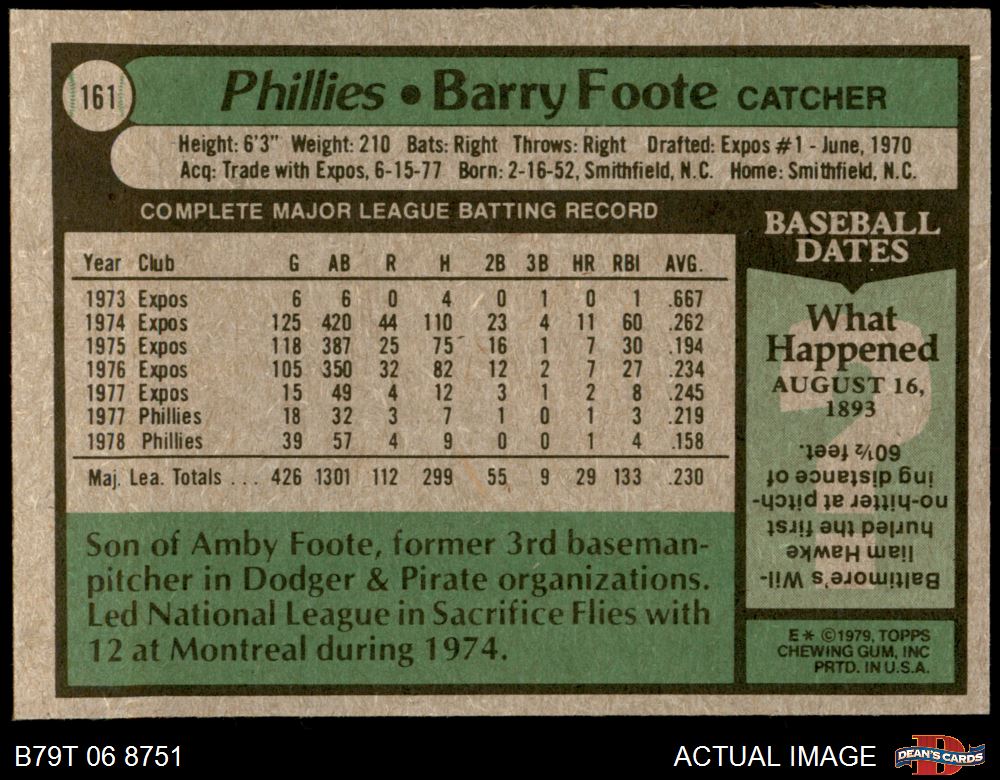 161
Phillies • Barry Foote CATCHER
Height: 6'3" Weight: 210 Bats: Right Throws: Right Drafted: Expos #1 - June, 1970
Acq: Trade with Expos, 6-15-77 Born: 2-16-52, Smithfield, N.C. Home: Smithfield, N.C.
COMPLETE MAJOR LEAGUE BATTING RECORD
Year Club G AB R H 2B 3B HR RBI AVG.
1973 Expos 6 6 0 4 0 1 0 1 .667
1974 Expos 125 420 44 110 23 4 11 60 .262
1975 Expos 118 387 25 75 16 1 7 30 .194
1976 Expos 105 350 32 82 12 2 7 27 .234
1977 Expos 15 49 4 12 3 1 2 8 .245
1977 Phillies 18 32 3 7 1 0 1 3 .219
1978 Phillies 39 57 4 9 0 0 1 4 .158
Maj. Lea. Totals ... 426 1301 112 299 55 9 29 133 .230
Son of Amby Foote, former 3rd baseman-
pitcher in Dodger & Pirate organizations.
Led National League in Sacrifice Flies with
12 at Montreal during 1974.
BASEBALL
DATES
What
Happened
AUGUST 16,
1893
Baltimore's Wil-
liam Hawke
hurled the first
no-hitter at pitch-
ing distance of
60½ feet.
E* ©1979, TOPPS
CHEWING GUM, INC
PRTD. IN U.S.A.
B79T 06 8751
ACTUAL IMAGE
D
DEAN'S CARDS